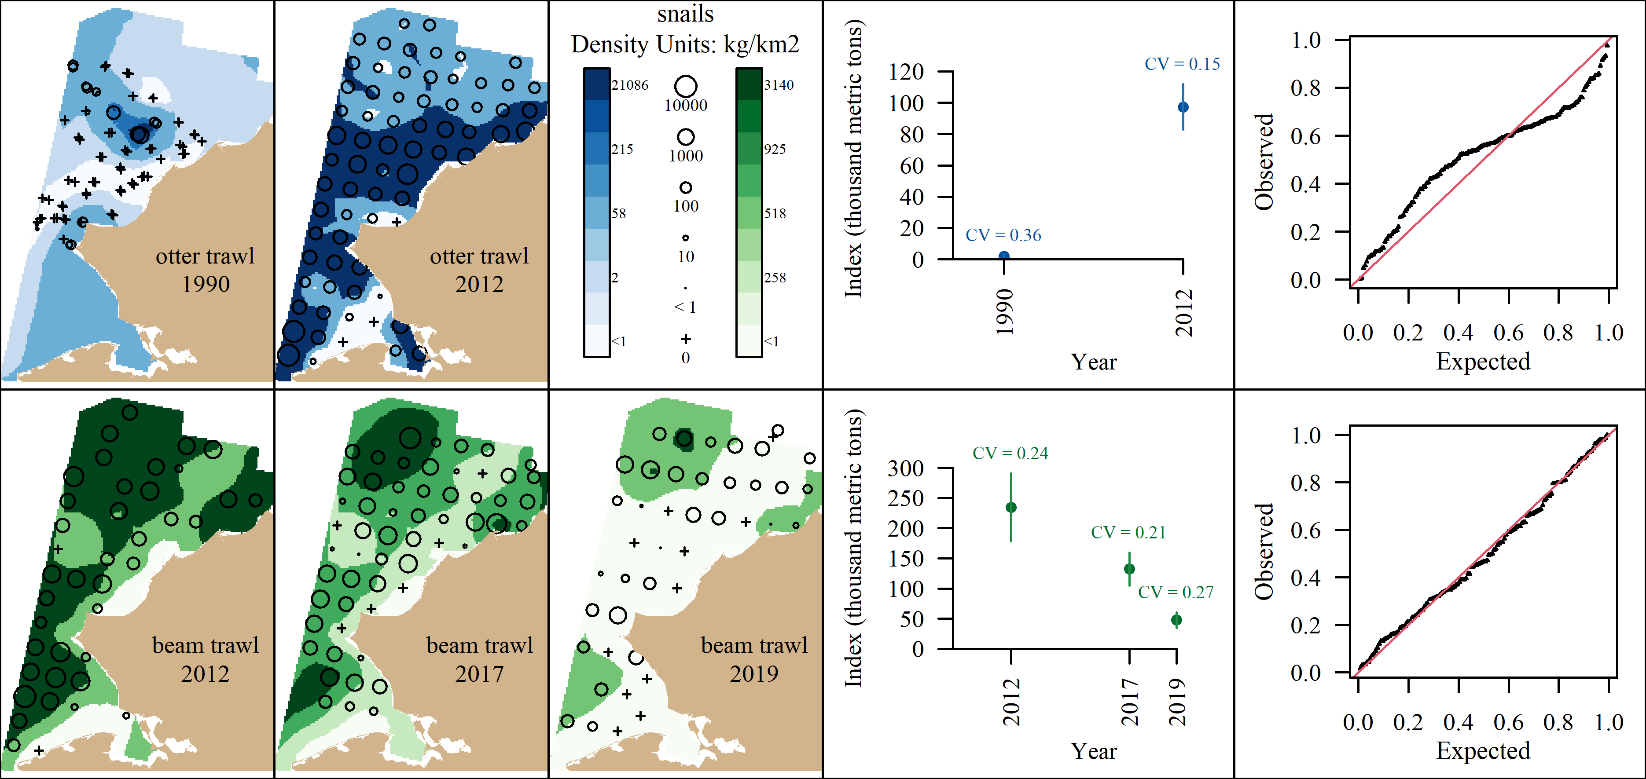 otter trawl
1990
otter trawl
2012
snails
Density Units: kg/km2
21086
215
58
2
<1
10000
1000
100
10
< 1
0
3140
925
518
258
<1
Index (thousand metric tons)
120
100
80
60
40
20
0
CV = 0.36
CV = 0.15
1990
2012
Year
Observed
1.0
0.8
0.6
0.4
0.2
0.0
0.0 0.2 0.4 0.6 0.8 1.0
Expected
beam trawl
2012
beam trawl
2017
beam trawl
2019
Index (thousand metric tons)
300
250
200
150
100
50
0
CV = 0.24
CV = 0.21
CV = 0.27
2012
2017
2019
Year
Observed
1.0
0.8
0.6
0.4
0.2
0.0
0.0 0.2 0.4 0.6 0.8 1.0
Expected